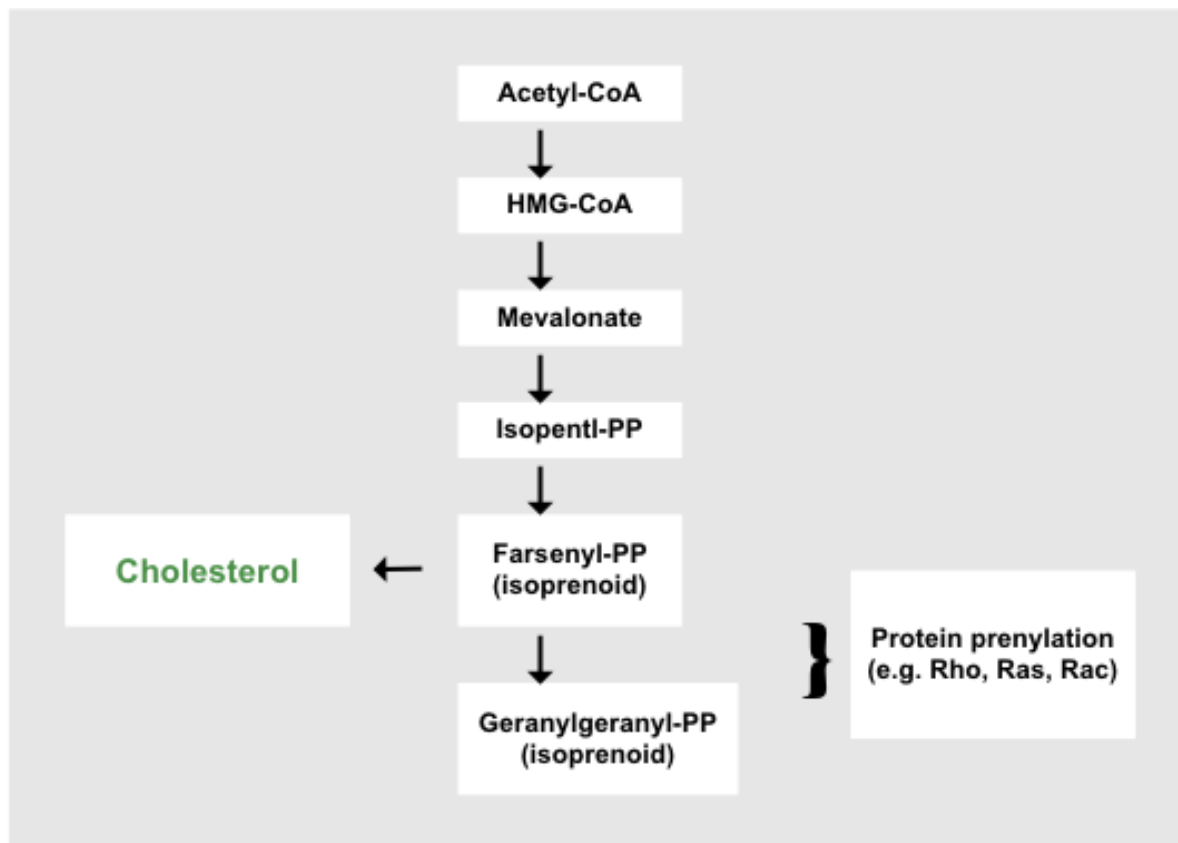 Acetyl-CoA
HMG-CoA
Mevalonate
Isopentl-PP
Farsenyl-PP
(isoprenoid)
Cholesterol
Protein prenylation
(e.g. Rho, Ras, Rac)
Geranylgeranyl-PP
(isoprenoid)